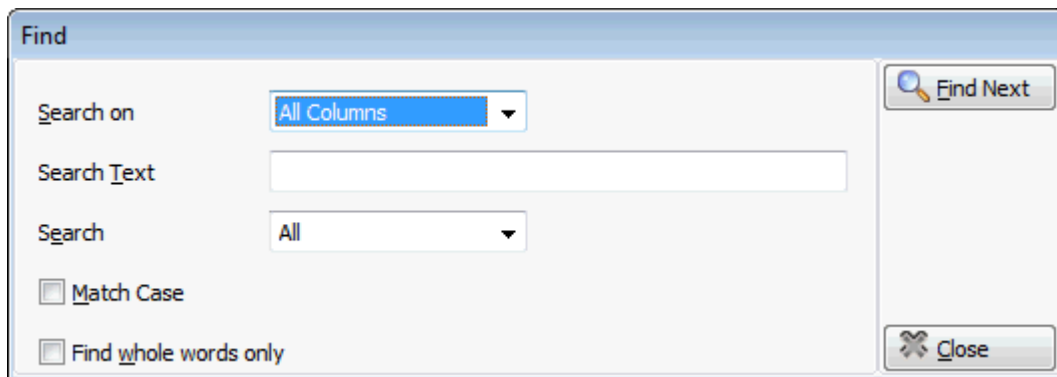 Find
Search on All Columns
Find Next
Search Text
Search All
Match Case
Find whole words only
Close